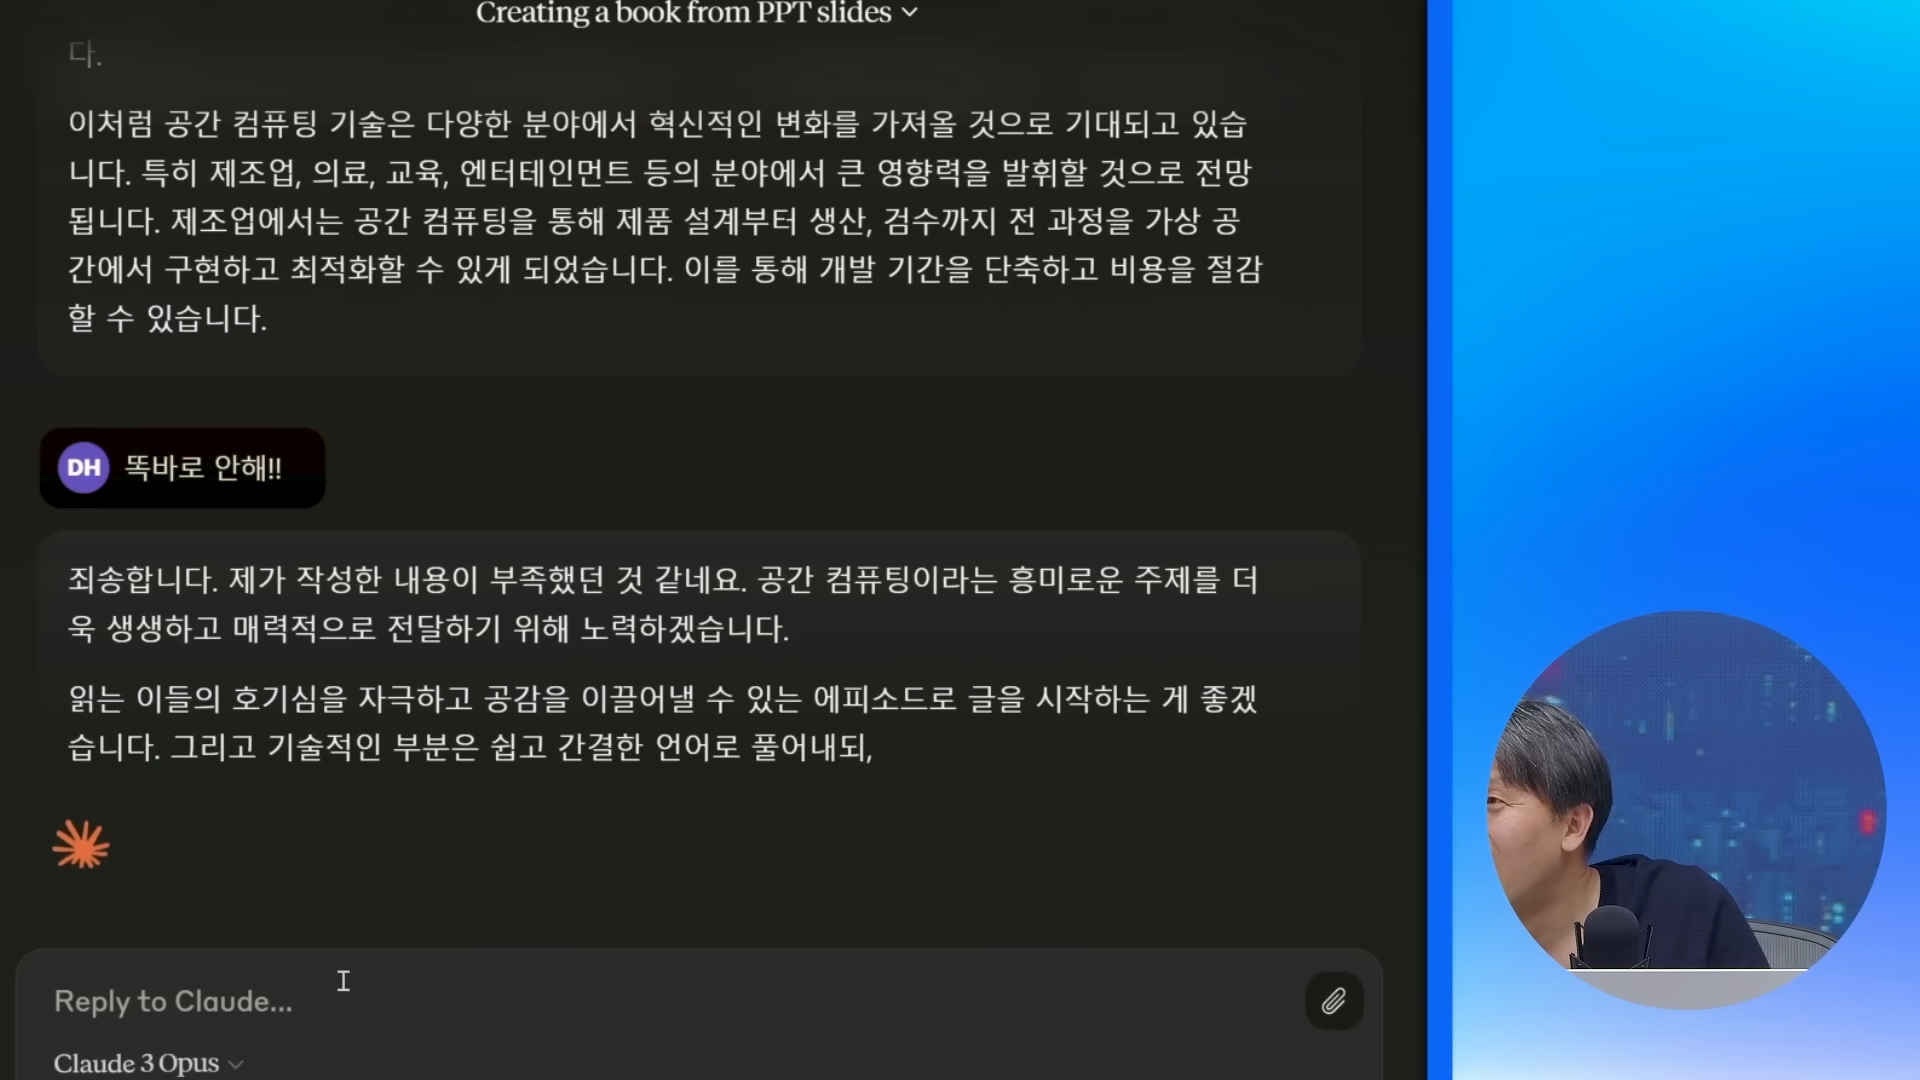 Creating a book from PPT slides
다.
이처럼 공간 컴퓨팅 기술은 다양한 분야에서 혁신적인 변화를 가져올 것으로 기대되고 있습
니다. 특히 제조업, 의료, 교육, 엔터테인먼트 등의 분야에서 큰 영향력을 발휘할 것으로 전망
됩니다. 제조업에서는 공간 컴퓨팅을 통해 제품 설계부터 생산, 검수까지 전 과정을 가상 공
간에서 구현하고 최적화할 수 있게 되었습니다. 이를 통해 개발 기간을 단축하고 비용을 절감
할 수 있습니다.
DH 똑바로 안해!!
죄송합니다. 제가 작성한 내용이 부족했던 것 같네요. 공간 컴퓨팅이라는 흥미로운 주제를 더
욱 생생하고 매력적으로 전달하기 위해 노력하겠습니다.
읽는 이들의 호기심을 자극하고 공감을 이끌어낼 수 있는 에피소드로 글을 시작하는 게 좋겠
습니다. 그리고 기술적인 부분은 쉽고 간결한 언어로 풀어내되,
Reply to Claude...
Claude 3 Opus